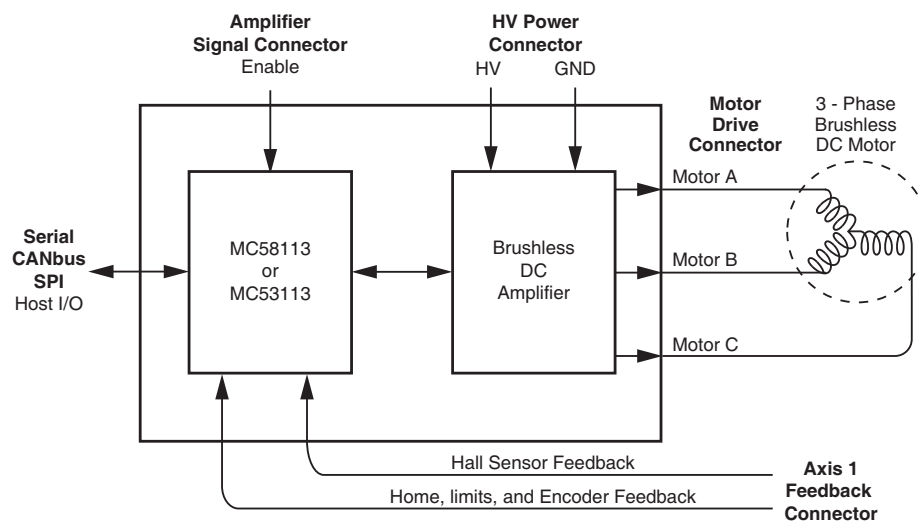 Amplifier
Signal Connector
Enable
HV Power
Connector
HV
GND
Motor
Drive
Connector
3 - Phase
Brushless
DC Motor
Motor A
Serial
CANbus
SPI
Host I/O
MC58113
or
MC53113
Brushless
DC
Amplifier
Motor B
Motor C
Hall Sensor Feedback
Home, limits, and Encoder Feedback
Axis 1
Feedback
Connector